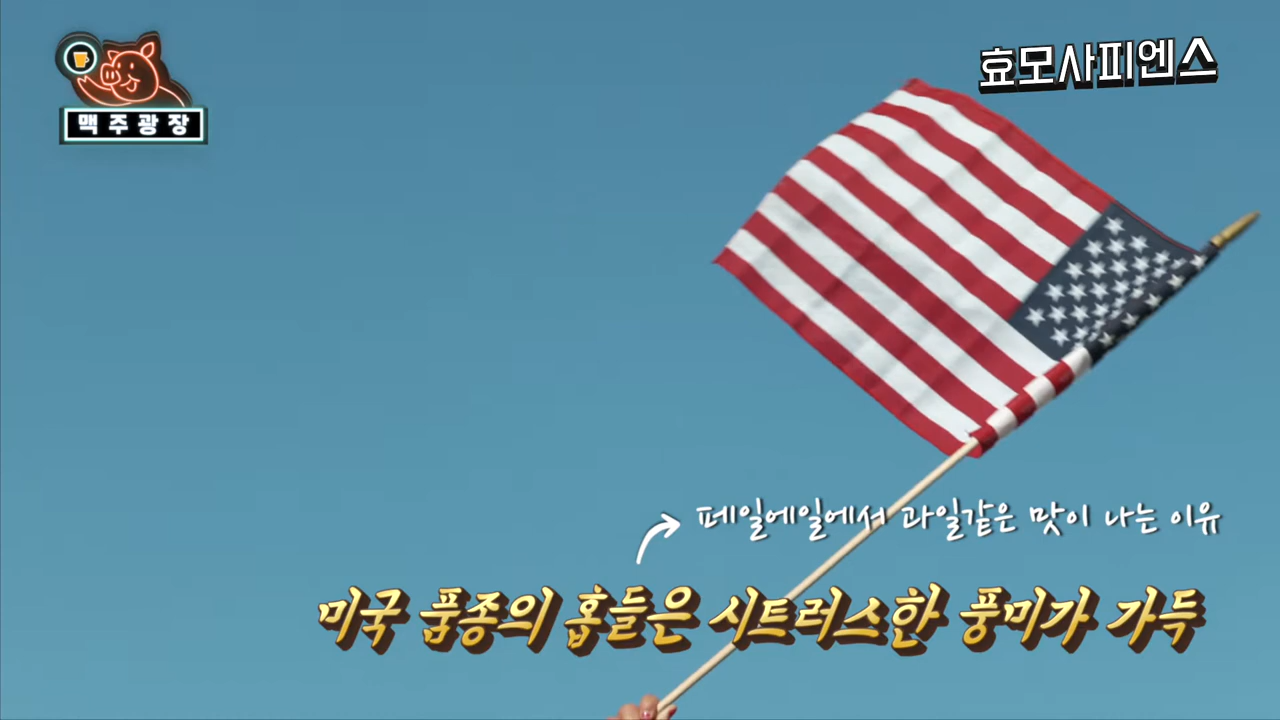 맥주광장
효모사피엔스
페일에일에서 과일같은 맛이 나는 이유
미국 품종의 홉들은 시트러스한 풍미가 가득